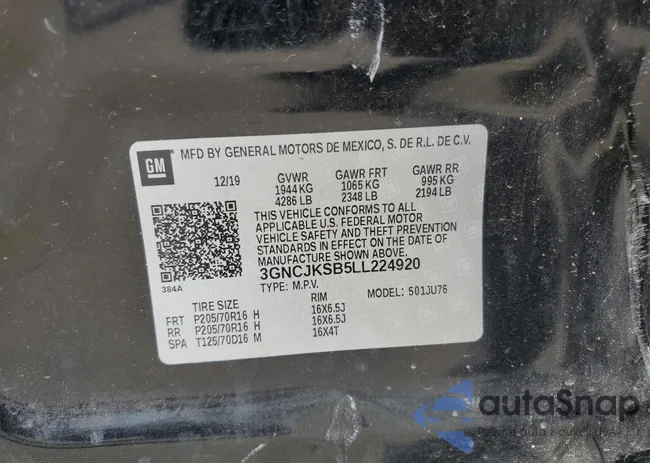 GM
MFD BY GENERAL MOTORS DE MEXICO, S. DE R.L. DE C.V.
12/19 GVWR GAWR FRT GAWR RR
1944 KG 1065 KG 995 KG
4286 LB 2348 LB 2194 LB
THIS VEHICLE CONFORMS TO ALL
APPLICABLE U.S. FEDERAL MOTOR
VEHICLE SAFETY AND THEFT PREVENTION
STANDARDS IN EFFECT ON THE DATE OF
MANUFACTURE SHOWN ABOVE.
3GNCJKSB5LL224920
384A
TYPE: M.P.V. MODEL: 501JU76
TIRE SIZE RIM
FRT P205/70R16 H 16X6.5J
RR P205/70R16 H 16X6.5J
SPA T125/70D16 M 16X4T
autoSnap